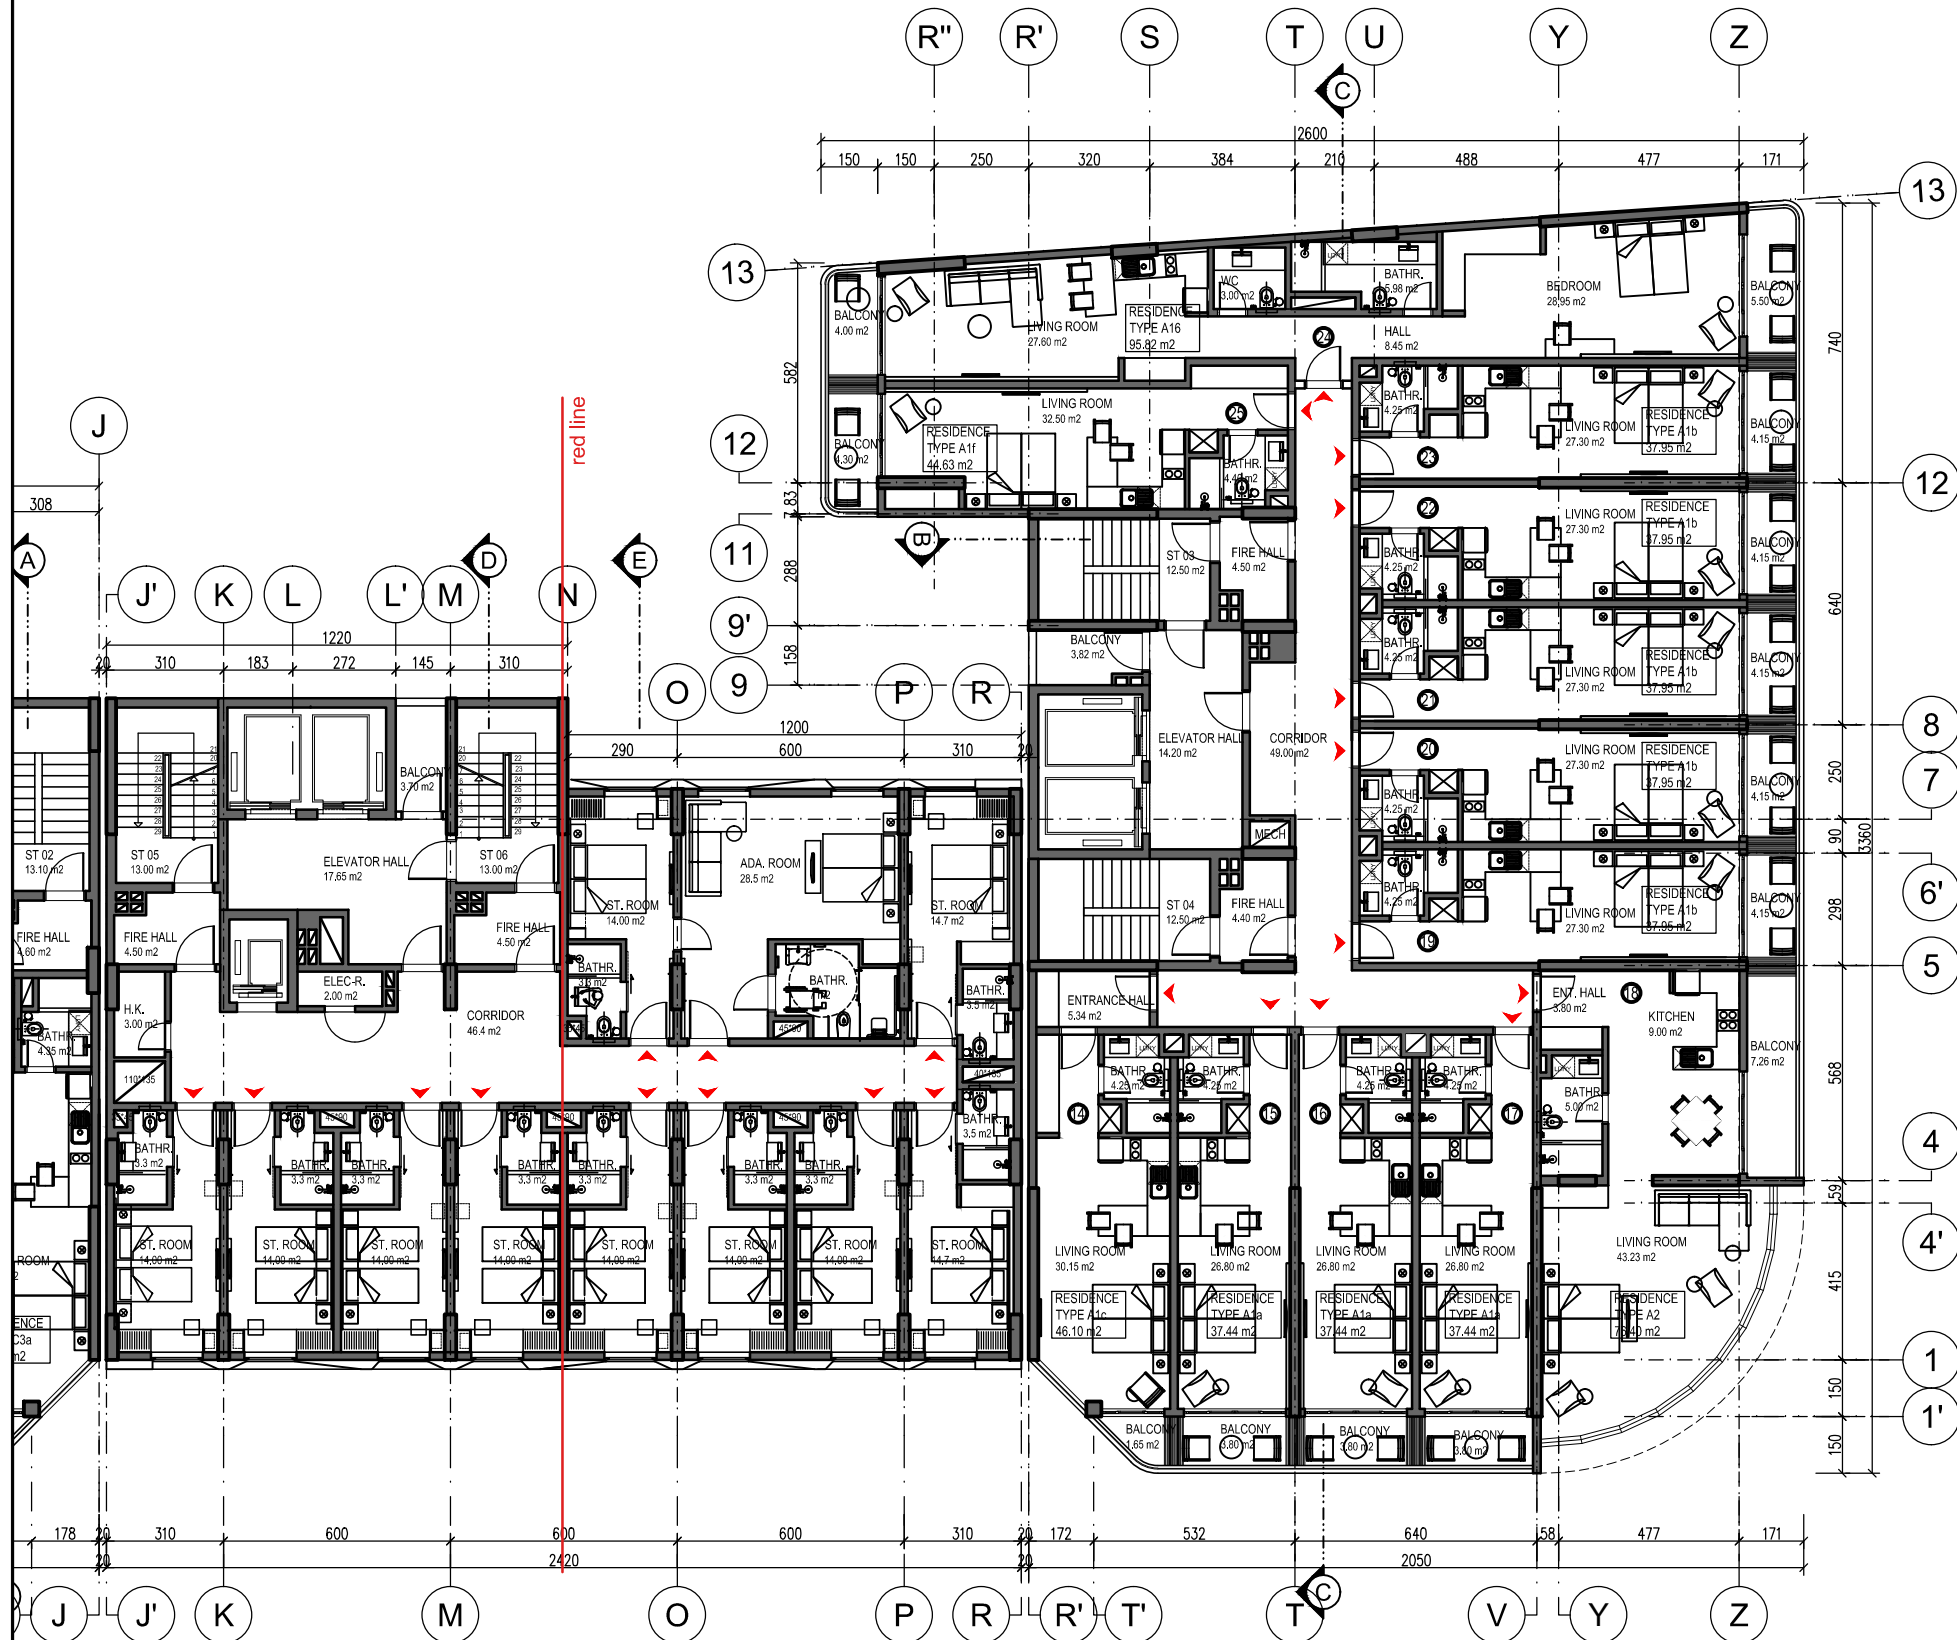 R"
R'
S
T
U
Y
Z
C
2600
150
150
250
320
384
210
488
477
171
13
13
BALCONY
4.00 m2
LIVING ROOM
27.60 m2
RESIDENCE
TYPE A16
95.82 m2
WC
3,00 m2
BATHR.
5,98 m2
BEDROOM
28,95 m2
BALCONY
5.50 m2
HALL
8.45 m2
24
582
740
12
BALCONY
4.30 m2
RESIDENCE
TYPE A1f
44.63 m2
LIVING ROOM
32.50 m2
25
BATHR.
BATHR.
4.25 m2
LIVING ROOM
27.30 m2
RESIDENCE
TYPE A1b
37.95 m2
BALCONY
4.15 m2
23
12
83
11
B
288
ST 03
12.50 m2
FIRE HALL
4.50 m2
22
BATHR.
4.25 m2
LIVING ROOM
27.30 m2
RESIDENCE
TYPE A1b
37.95 m2
BALCONY
4.15 m2
640
9'
158
9
BALCONY
3,82 m2
BATHR.
4.25 m2
LIVING ROOM
27.30 m2
RESIDENCE
TYPE A1b
37.95 m2
BALCONY
4.15 m2
21
ELEVATOR HALL
14.20 m2
CORRIDOR
49.00 m2
20
LIVING ROOM
27.30 m2
RESIDENCE
TYPE A1b
37.95 m2
BALCONY
4.15 m2
BATHR.
4.25 m2
8
250
7
90
3360
MECH
ST 04
12.50 m2
FIRE HALL
4.40 m2
BATHR.
4.25 m2
LIVING ROOM
27.30 m2
RESIDENCE
TYPE A1b
37.95 m2
BALCONY
4.15 m2
19
6'
298
5
red line
J
308
A
D
E
J'
K
L
L'
M
N
1220
20
310
183
272
145
310
O
P
R
1200
290
600
310
20
ST 02
13.10 m2
ST 05
13.00 m2
ELEVATOR HALL
17.65 m2
BALCONY
3.70 m2
ST 06
13.00 m2
ST. ROOM
14,00 m2
ADA. ROOM
28.5 m2
ST. ROOM
14.7 m2
FIRE HALL
4.60 m2
FIRE HALL
4.50 m2
FIRE HALL
4.50 m2
H.K.
3.00 m2
ELEC-R.
2.00 m2
CORRIDOR
46.4 m2
BATHR.
3,3 m2
BATHR.
BATHR.
3.5 m2
45*90
40*135
110*135
BATHR.
4.35 m2
BATHR.
3.3 m2
BATHR.
3.3 m2
BATHR.
3.3 m2
45*90
BATHR.
3.3 m2
BATHR.
3.3 m2
BATHR.
3.3 m2
45*90
BATHR.
3.3 m2
BATHR.
3,5 m2
ST. ROOM
14,00 m2
ST. ROOM
14,00 m2
ST. ROOM
14,00 m2
ST. ROOM
14,00 m2
ST. ROOM
14,00 m2
ST. ROOM
14,00 m2
ST. ROOM
14,7 m2
ROOM
ENCE
C3a
m2
ENTRANCE HALL
5.34 m2
ENT. HALL
3.80 m2
18
KITCHEN
9.00 m2
BALCONY
7,26 m2
BATHR.
5.00 m2
BATHR.
4.25 m2
BATHR.
4.25 m2
BATHR.
4.25 m2
BATHR.
4.25 m2
14
15
16
17
568
4
59
4'
415
1
150
1'
150
LIVING ROOM
30.15 m2
LIVING ROOM
26.80 m2
LIVING ROOM
26.80 m2
LIVING ROOM
26.80 m2
LIVING ROOM
43.23 m2
RESIDENCE
TYPE A1c
46.10 m2
RESIDENCE
TYPE A1a
37.44 m2
RESIDENCE
TYPE A1a
37.44 m2
RESIDENCE
TYPE A1a
37.44 m2
RESIDENCE
TYPE A2
BALCONY
1,65 m2
BALCONY
3,80 m2
BALCONY
3,80 m2
BALCONY
3,80 m2
178
20
310
600
600
600
310
20
172
532
640
58
477
171
20
2420
20
2050
J
J'
K
M
O
P
R
R'
T'
T
C
V
Y
Z